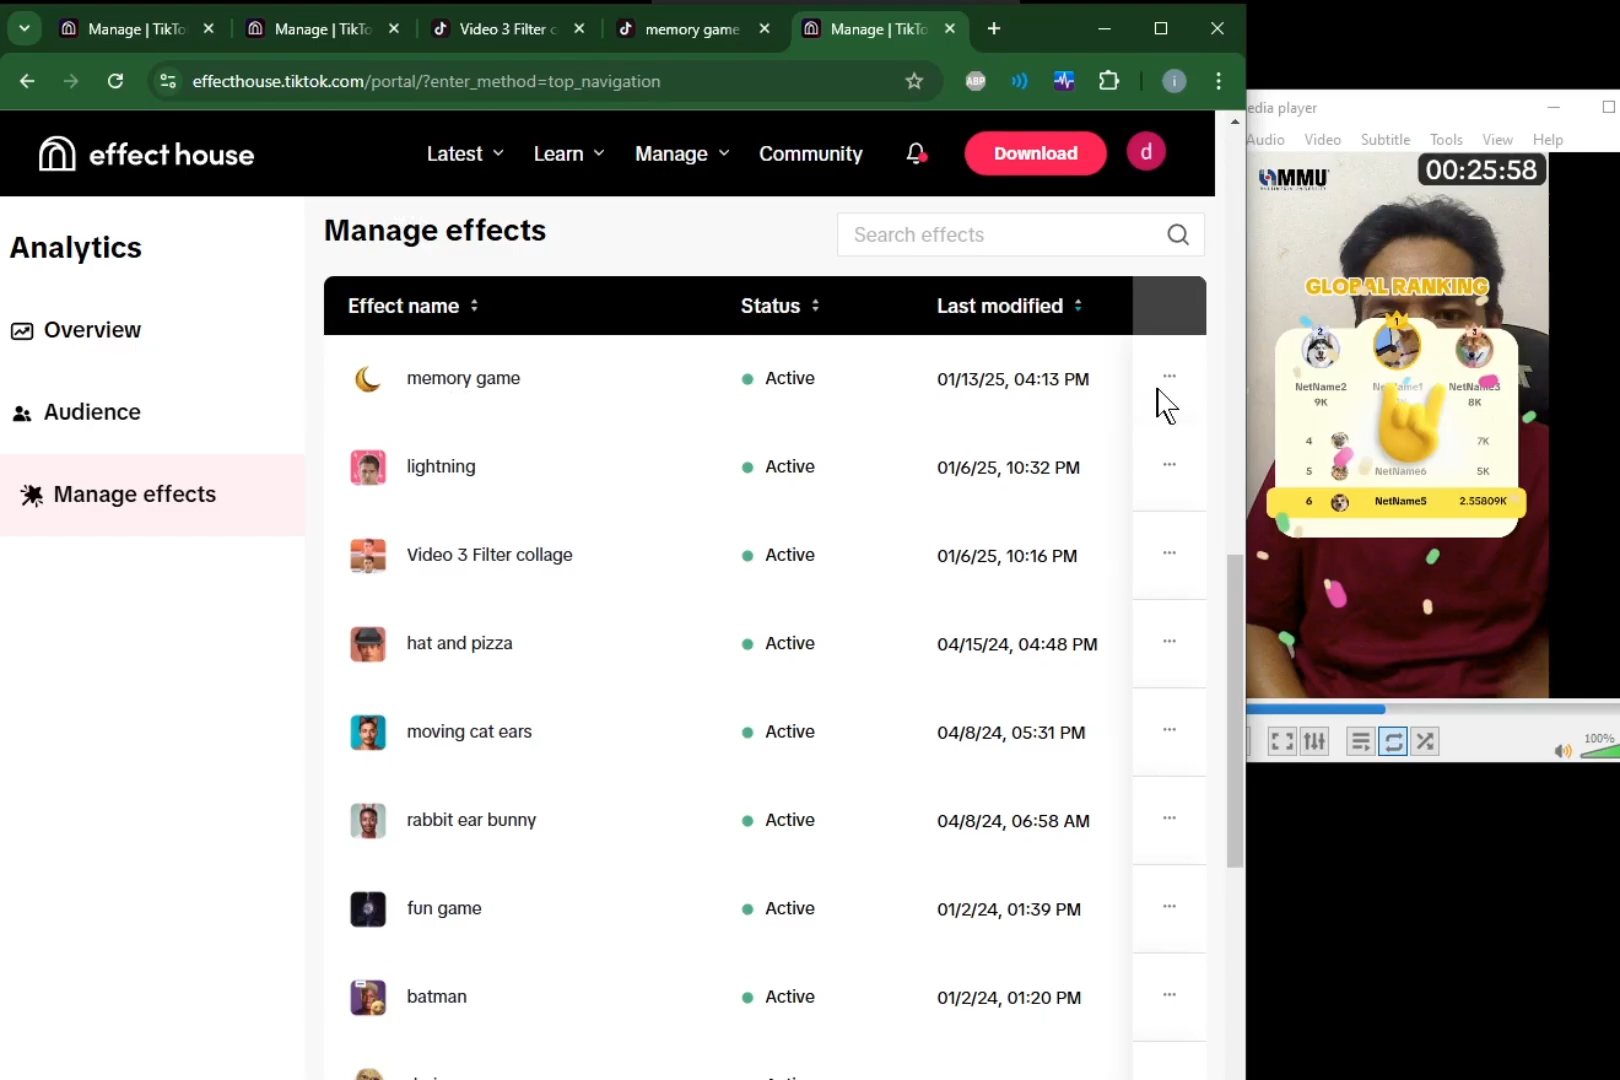 Manage | TikTo
Manage | TikTo
Video 3 Filter c
memory game
Manage | TikTo
effecthouse.tiktok.com/portal/?enter_method=top_navigation
ABP
i
effect house
Latest
Learn
Manage
Community
Download
d
Analytics
Overview
Audience
Manage effects
Manage effects
Search effects
Effect name
Status
Last modified
memory game
Active
01/13/25, 04:13 PM
lightning
Active
01/6/25, 10:32 PM
Video 3 Filter collage
Active
01/6/25, 10:16 PM
hat and pizza
Active
04/15/24, 04:48 PM
moving cat ears
Active
04/8/24, 05:31 PM
rabbit ear bunny
Active
04/8/24, 06:58 AM
fun game
Active
01/2/24, 01:39 PM
batman
Active
01/2/24, 01:20 PM
edia player
Audio Video Subtitle Tools View Help
MMU
00:25:58
GLOBAL RANKING
2
1
3
NetName2
NetName1
NetName3
9K
8K
4
7K
5
NetName6
5K
6
NetName5
2.55809K
100%